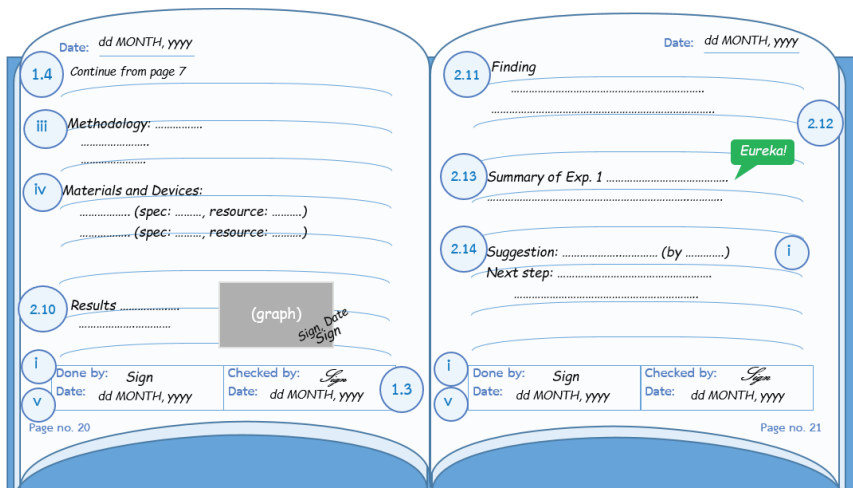 Date: dd MONTH, yyyy
1.4 Continue from page 7
iii Methodology: ................
.......................
......................
iv Materials and Devices:
................. (spec: ........., resource: ..........)
................. (spec: ........., resource: ..........)
2.10 Results ....................
...............................
(graph)
Sign, Date
Sign
i Done by: Sign Checked by: Sign
v Date: dd MONTH, yyyy Date: dd MONTH, yyyy
1.3
Page no. 20
Date: dd MONTH, yyyy
2.11 Finding
.................................................................
...........................................................................
2.12
Eureka!
2.13 Summary of Exp. 1 .........................................
...............................................................................
2.14 Suggestion: ................................ (by .............)
i
Next step: ....................................................
..............................................................
i Done by: Sign Checked by: Sign
v Date: dd MONTH, yyyy Date: dd MONTH, yyyy
Page no. 21